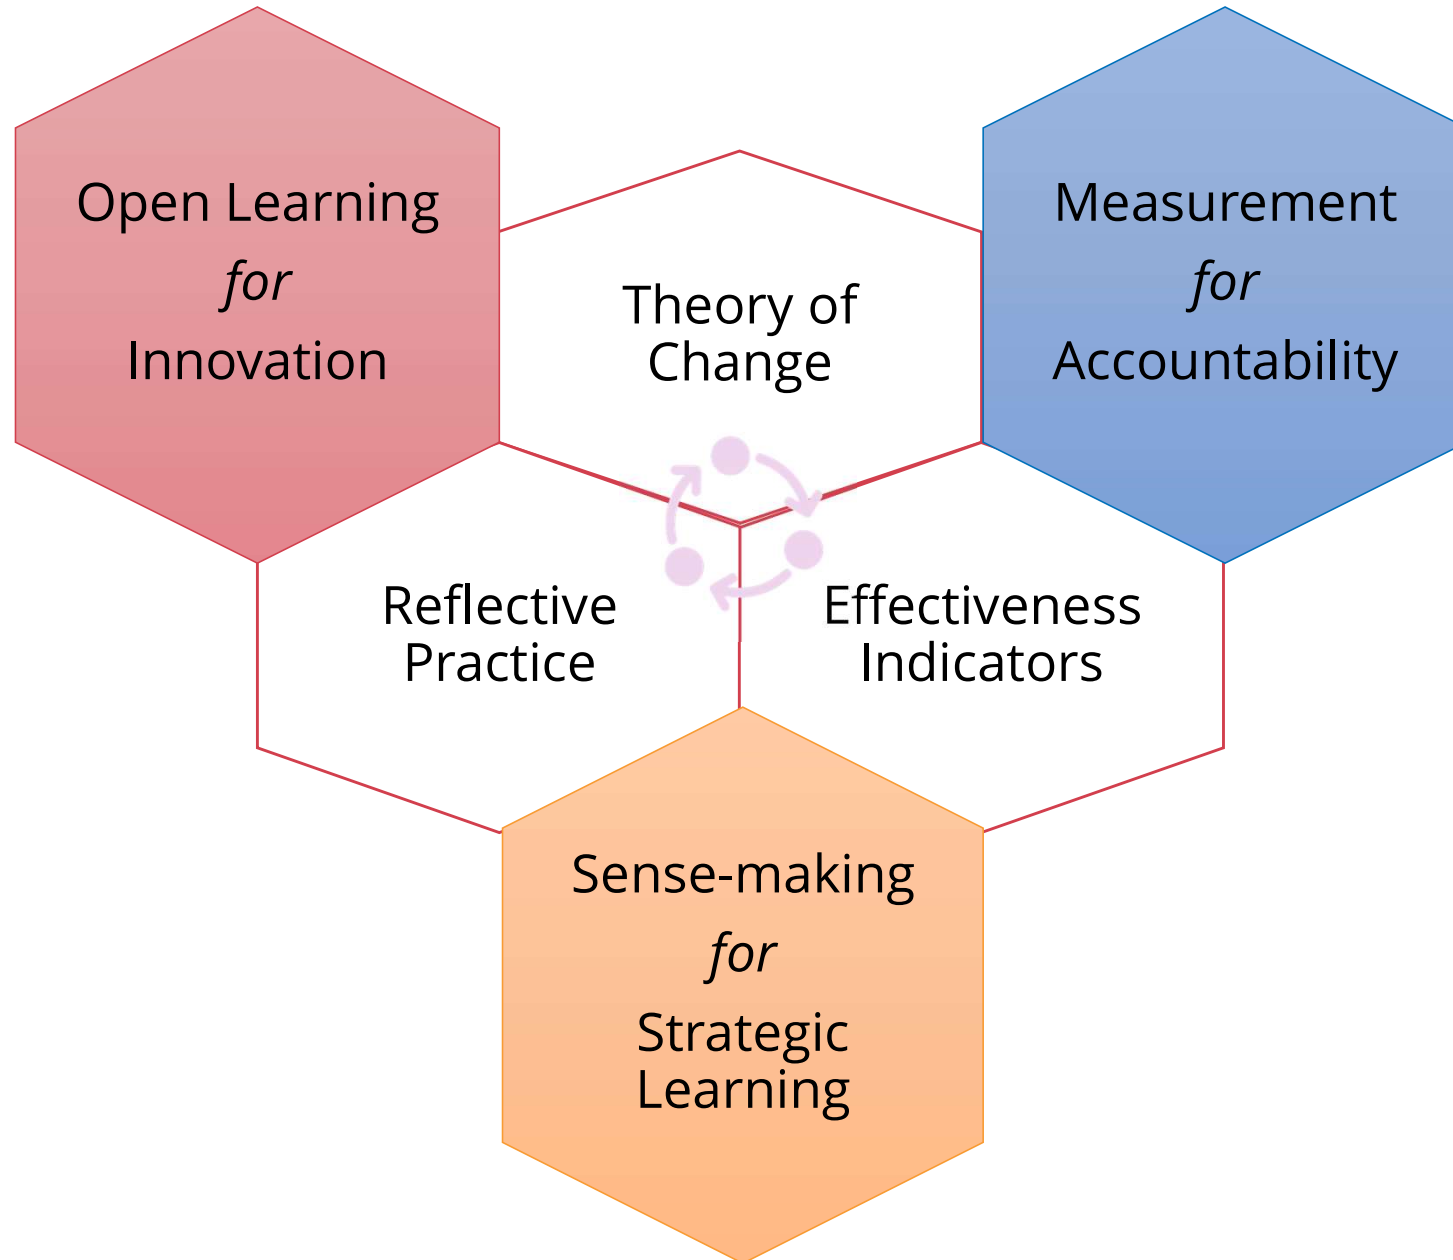 Open Learning
for
Innovation
Theory of
Change
Measurement
for
Accountability
Reflective
Practice
Effectiveness
Indicators
Sense-making
for
Strategic
Learning